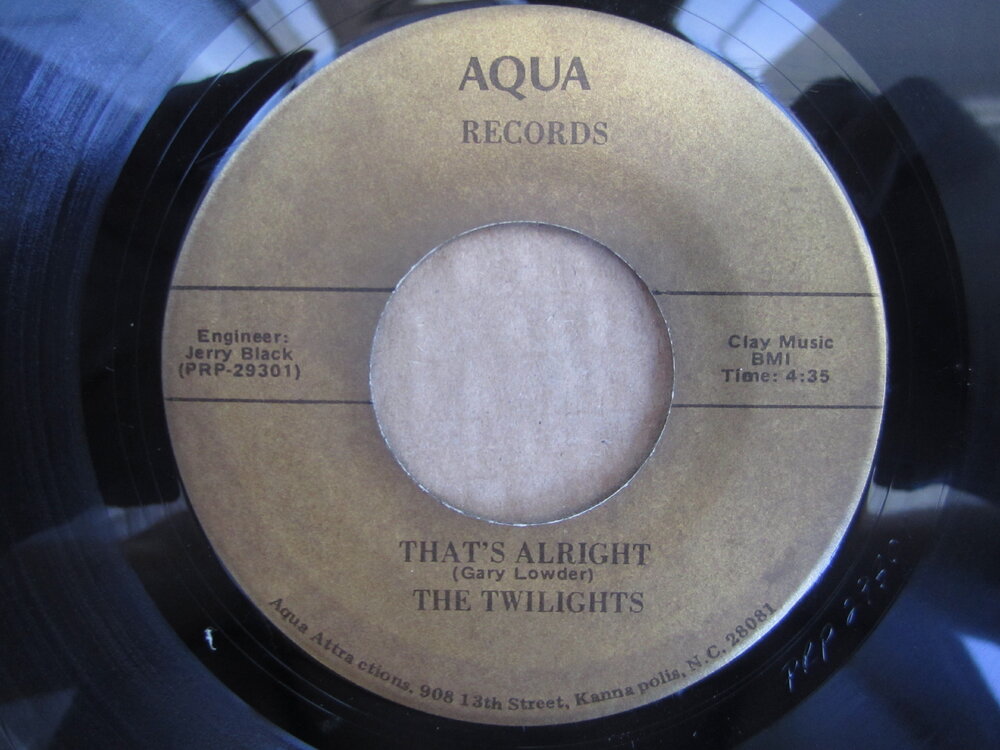 AQUA
RECORDS
Engineer:
Jerry Black
(PRP-29301)
Clay Music
BMI
Time: 4:35
THAT'S ALRIGHT
(Gary Lowder)
THE TWILIGHTS
Aqua Attractions, 908 13th Street, Kannapolis, N.C. 28081
PRP